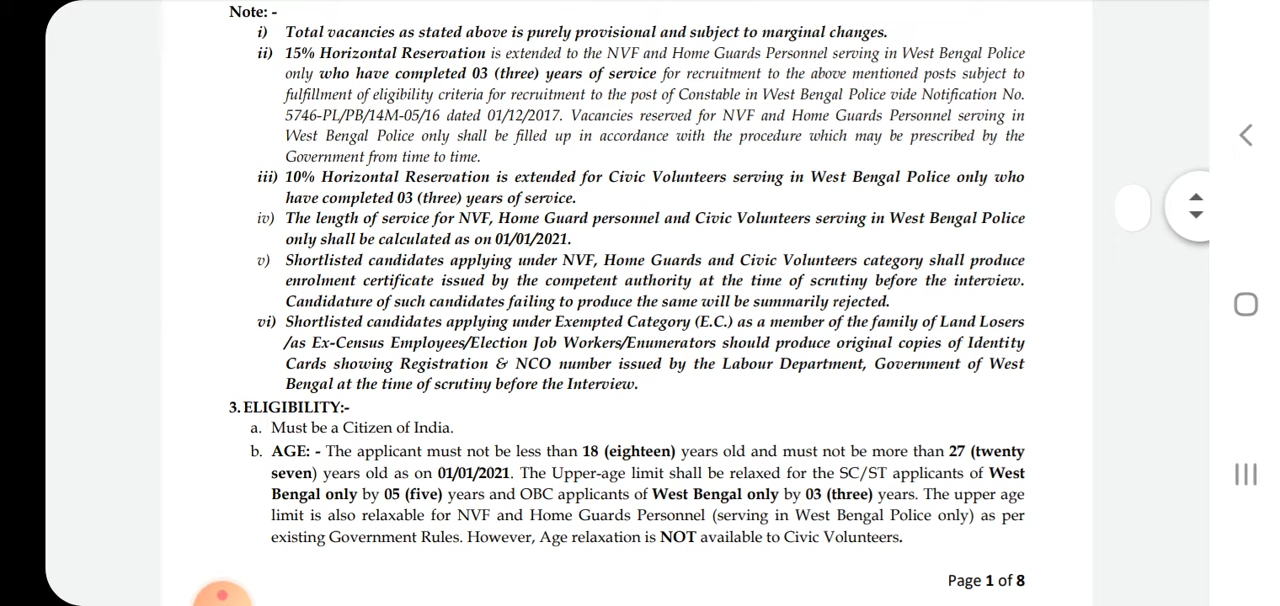 Note: -
i) Total vacancies as stated above is purely provisional and subject to marginal changes.
ii) 15% Horizontal Reservation is extended to the NVF and Home Guards Personnel serving in West Bengal Police
only who have completed 03 (three) years of service for recruitment to the above mentioned posts subject to
fulfillment of eligibility criteria for recruitment to the post of Constable in West Bengal Police vide Notification No.
5746-PL/PB/14M-05/16 dated 01/12/2017. Vacancies reserved for NVF and Home Guards Personnel serving in
West Bengal Police only shall be filled up in accordance with the procedure which may be prescribed by the
Government from time to time.
iii) 10% Horizontal Reservation is extended for Civic Volunteers serving in West Bengal Police only who
have completed 03 (three) years of service.
iv) The length of service for NVF, Home Guard personnel and Civic Volunteers serving in West Bengal Police
only shall be calculated as on 01/01/2021.
v) Shortlisted candidates applying under NVF, Home Guards and Civic Volunteers category shall produce
enrolment certificate issued by the competent authority at the time of scrutiny before the interview.
Candidature of such candidates failing to produce the same will be summarily rejected.
vi) Shortlisted candidates applying under Exempted Category (E.C.) as a member of the family of Land Losers
/as Ex-Census Employees/Election Job Workers/Enumerators should produce original copies of Identity
Cards showing Registration & NCO number issued by the Labour Department, Government of West
Bengal at the time of scrutiny before the Interview.
3. ELIGIBILITY:-
a. Must be a Citizen of India.
b. AGE: - The applicant must not be less than 18 (eighteen) years old and must not be more than 27 (twenty
seven) years old as on 01/01/2021. The Upper-age limit shall be relaxed for the SC/ST applicants of West
Bengal only by 05 (five) years and OBC applicants of West Bengal only by 03 (three) years. The upper age
limit is also relaxable for NVF and Home Guards Personnel (serving in West Bengal Police only) as per
existing Government Rules. However, Age relaxation is NOT available to Civic Volunteers.
Page 1 of 8